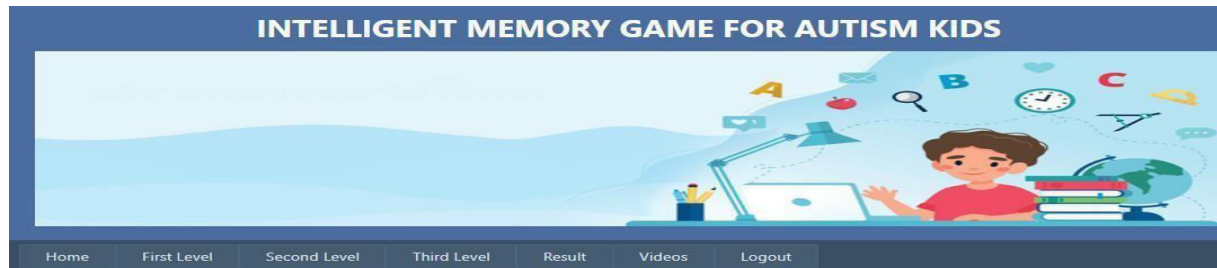 INTELLIGENT MEMORY GAME FOR AUTISM KIDS
A B C
Home First Level Second Level Third Level Result Videos Logout